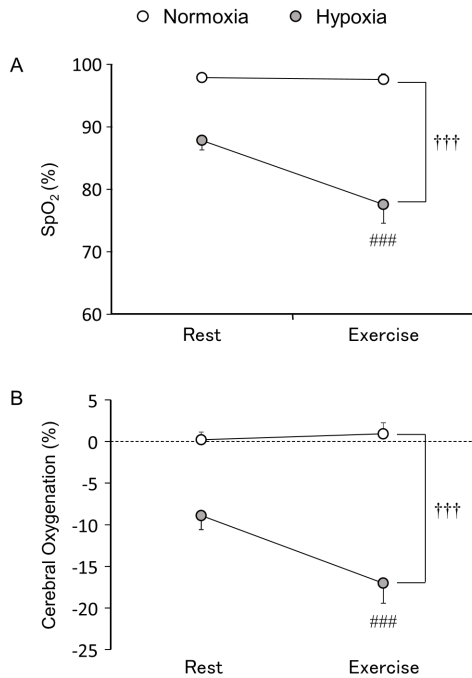 Normoxia Hypoxia
A
SpO2 (%)
100
90
80
70
60
†††
###
Rest Exercise
B
Cerebral Oxygenation (%)
5
0
-5
-10
-15
-20
-25
†††
###
Rest Exercise